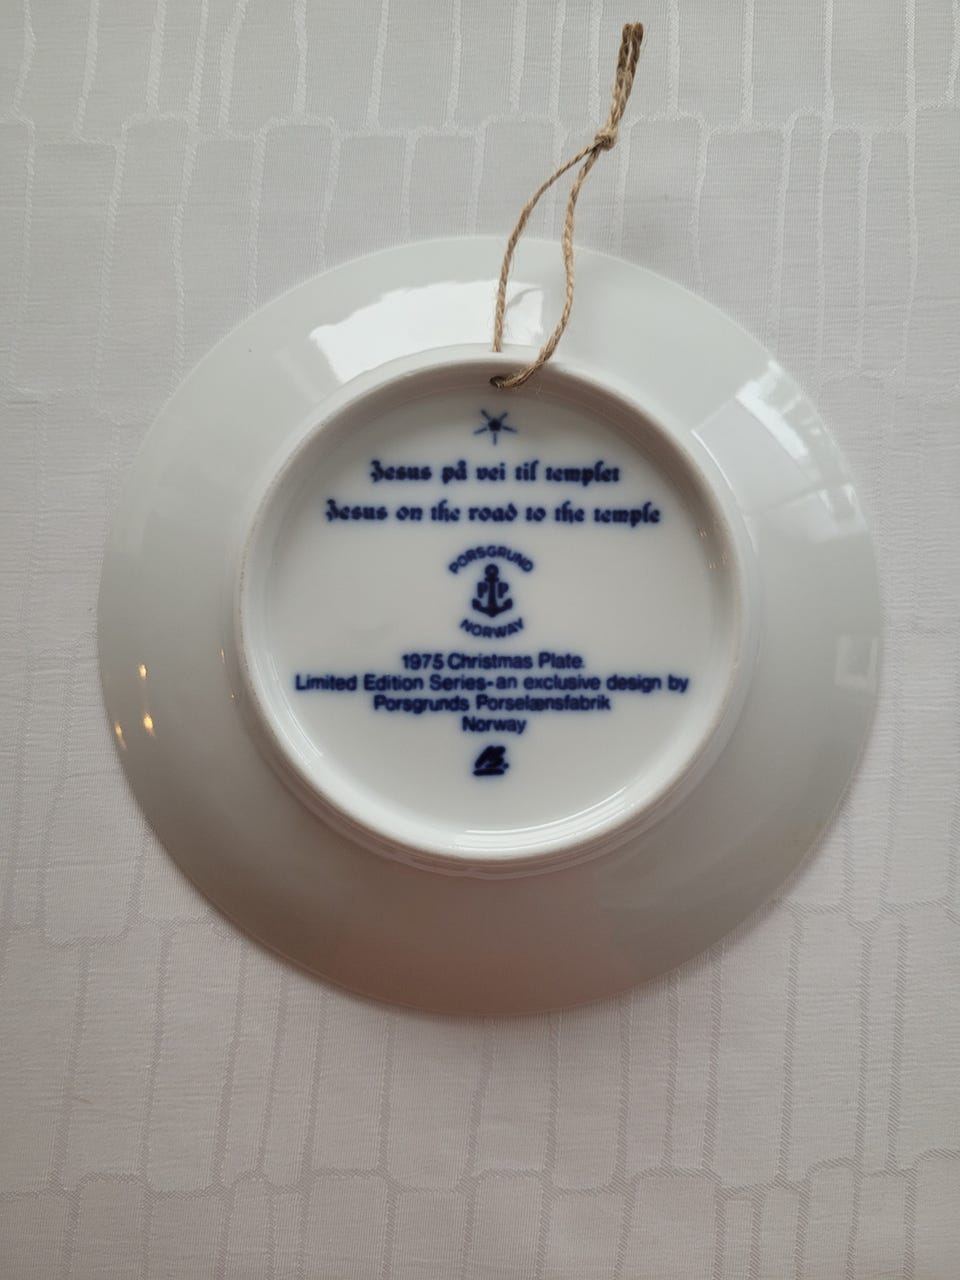 Jesus på vei til templet
Jesus on the road to the temple
PORSGRUND
PP
NORWAY
1975 Christmas Plate
Limited Edition Series-an exclusive design by
Porsgrunds Porselænsfabrik
Norway